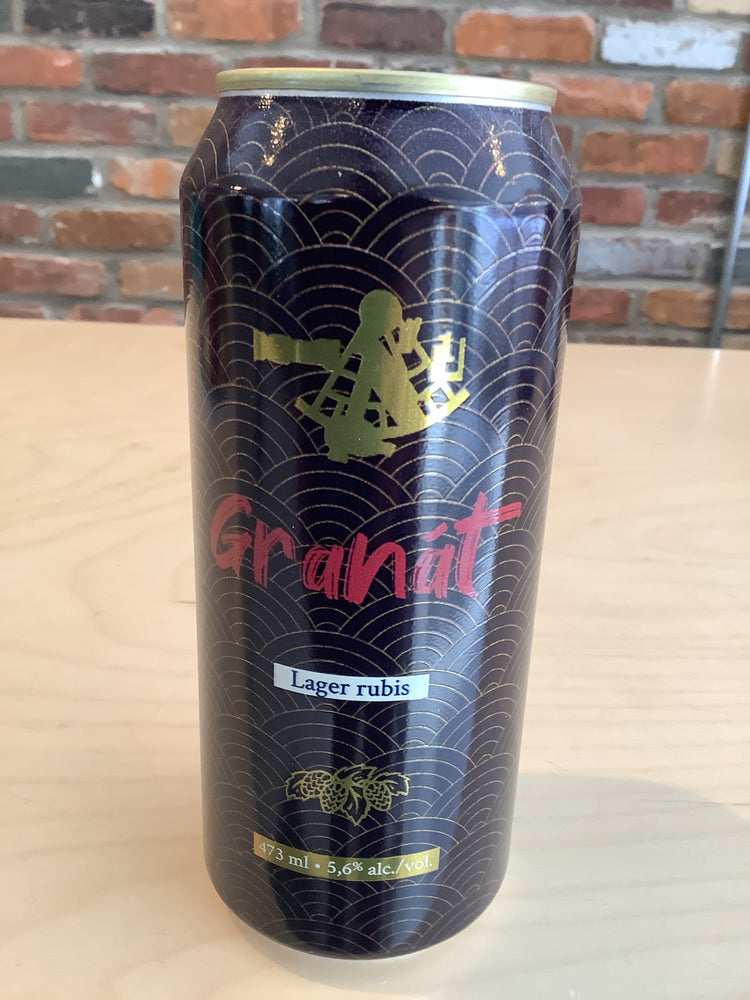 Granát
Lager rubis
473 ml • 5,6% alc./vol.